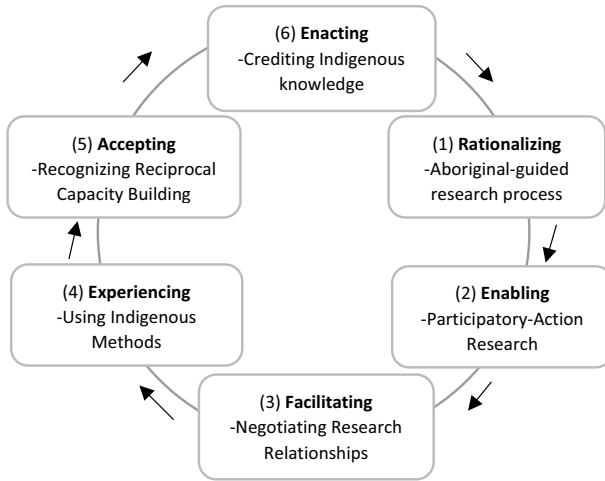 (6) Enacting
-Crediting Indigenous
knowledge
(1) Rationalizing
-Aboriginal-guided
research process
(2) Enabling
-Participatory-Action
Research
(3) Facilitating
-Negotiating Research
Relationships
(4) Experiencing
-Using Indigenous
Methods
(5) Accepting
-Recognizing Reciprocal
Capacity Building